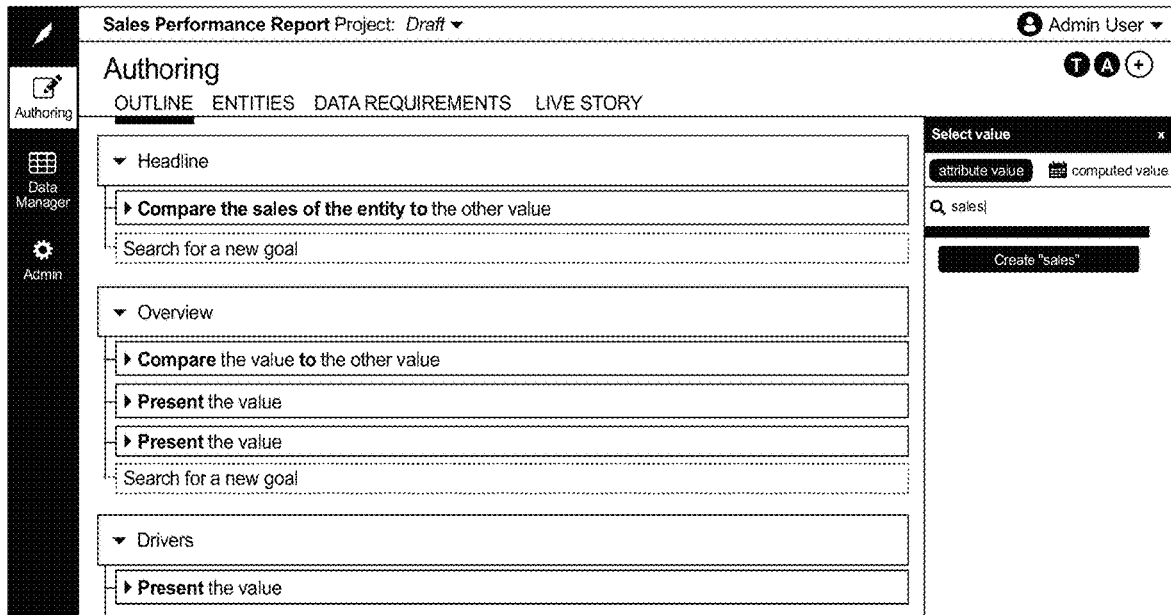 Sales Performance Report Project: Draft
Admin User
Authoring
T A +
OUTLINE ENTITIES DATA REQUIREMENTS LIVE STORY
Authoring
Data
Manager
Admin
Headline
Compare the sales of the entity to the other value
Search for a new goal
Overview
Compare the value to the other value
Present the value
Present the value
Search for a new goal
Drivers
Present the value
Select value x
attribute value computed value
sales
Create "sales"